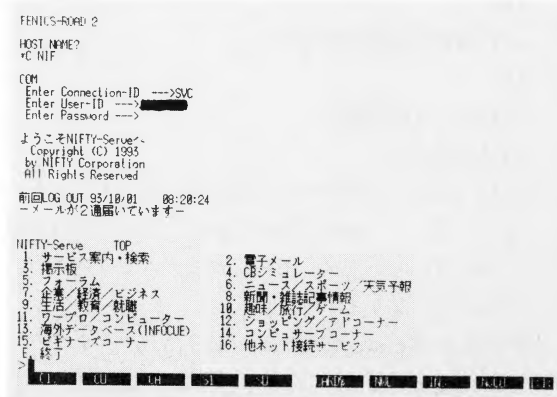 FENICS-ROAD 2
HOST NAME?
*C NIF
COM
Enter Connection-ID --->SVC
Enter User-ID --->
Enter Password --->
ようこそNIFTY-Serveへ
Copyright (C) 1993
by NIFTY Corporation
All Rights Reserved
前回LOG OUT 93/10/01 08:20:24
ーメールが2通届いていますー
NIFTY-Serve TOP
1. サービス案内・検索 2. 電子メール
3. 掲示板 4. CBシミュレーター
5. フォーラム 6. ニュース/スポーツ/天気予報
7. 企業/経済/ビジネス 8. 新聞・雑誌記事情報
9. 生活/教育/就職 10. 趣味/旅行/ゲーム
11. ワープロ/コンピューター 12. ショッピング/アドコーナー
13. 海外データベース(INFOCUE) 14. コンピュサーブコーナー
15. ビギナーズコーナー 16. 他ネット接続サービス
E. 終了
>